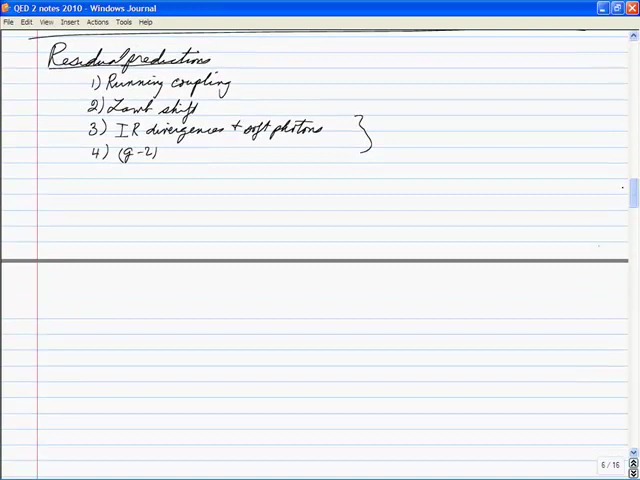 QED 2 notes 2010 - Windows Journal
File Edit View Insert Actions Tools Help
Residual predictions
1) Running coupling
2) Lamb shift
3) IR divergences + soft photons
4) (g-2)
6 / 16